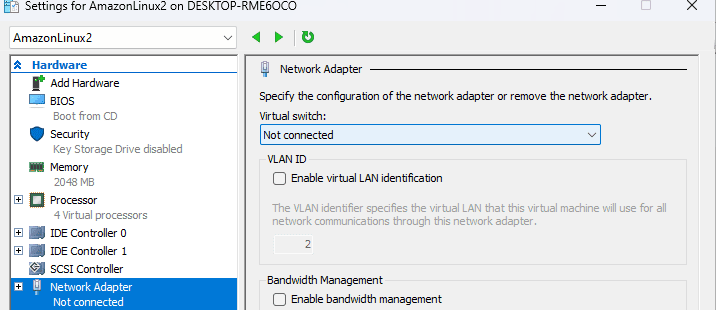 Settings for AmazonLinux2 on DESKTOP-RME6OCO
AmazonLinux2
Hardware
Add Hardware
BIOS
Boot from CD
Security
Key Storage Drive disabled
Memory
2048 MB
Processor
4 Virtual processors
IDE Controller 0
IDE Controller 1
SCSI Controller
Network Adapter
Not connected
Network Adapter
Specify the configuration of the network adapter or remove the network adapter.
Virtual switch:
Not connected
VLAN ID
Enable virtual LAN identification
The VLAN identifier specifies the virtual LAN that this virtual machine will use for all
network communications through this network adapter.
2
Bandwidth Management
Enable bandwidth management